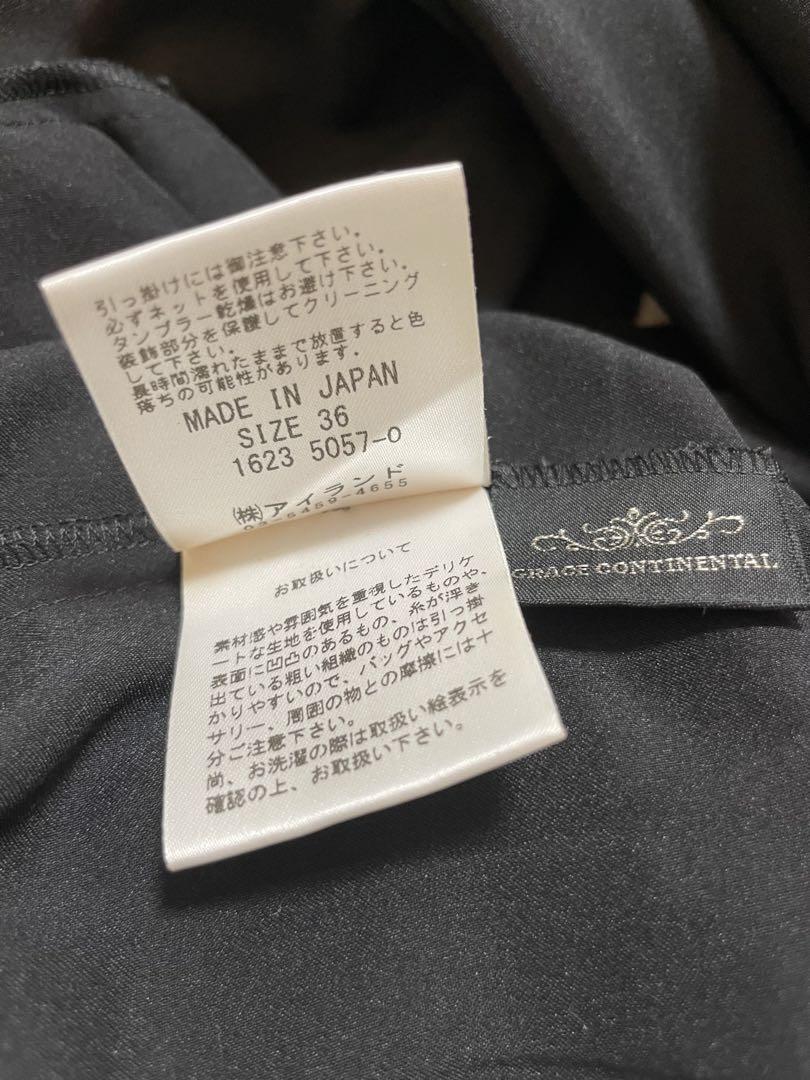 引っ掛けには御注意下さい。
必ずネットを使用して下さい。
タンブラー乾燥はお避け下さい。
装飾部分を保護してクリーニング
して下さい。
長時間濡れたままで放置すると色
落ちの可能性があります。
MADE IN JAPAN
SIZE 36
1623 5057-0
㈱アイランド
03-5459-4655
GRACE CONTINENTAL
お取扱いについて
素材感や雰囲気を重視したデリケ
ートな生地を使用しているものや、
表面に凹凸のあるもの、糸が浮き
出ている粗い組織のものは引っ掛
かりやすいので、バッグやアクセ
サリー、周囲の物との摩擦には十
分ご注意下さい。
尚、お洗濯の際は取扱い絵表示を
確認の上、お取扱い下さい。